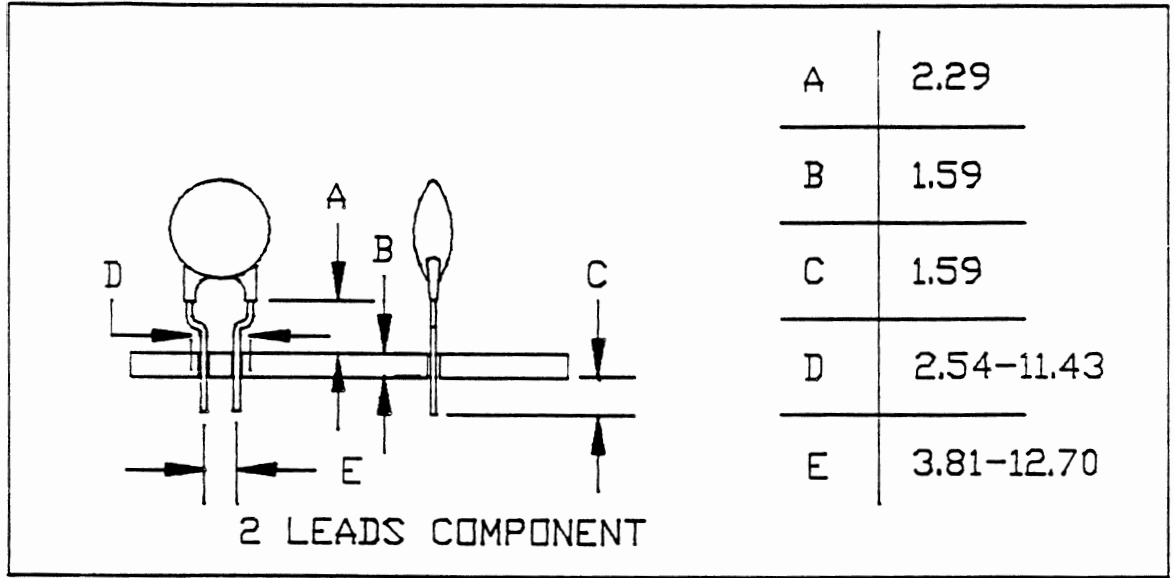 A
B
C
D
E
2 LEADS COMPONENT
A 2.29
B 1.59
C 1.59
D 2.54-11.43
E 3.81-12.70